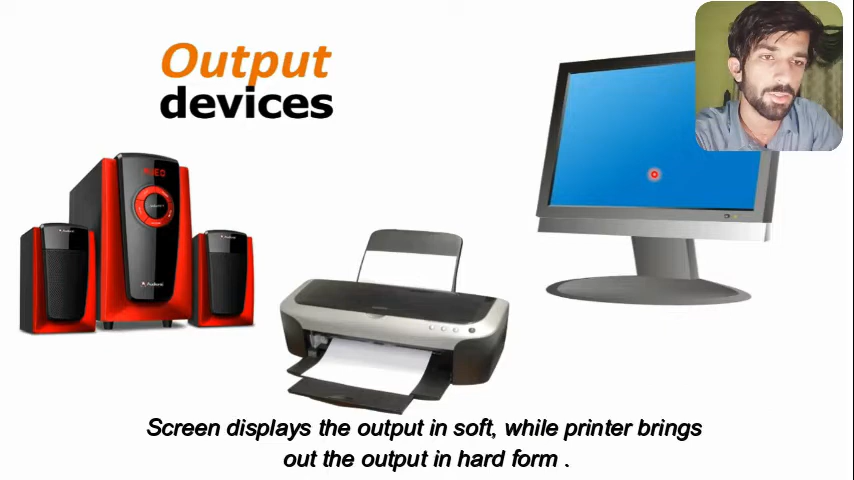 Output
devices
Screen displays the output in soft, while printer brings
out the output in hard form .